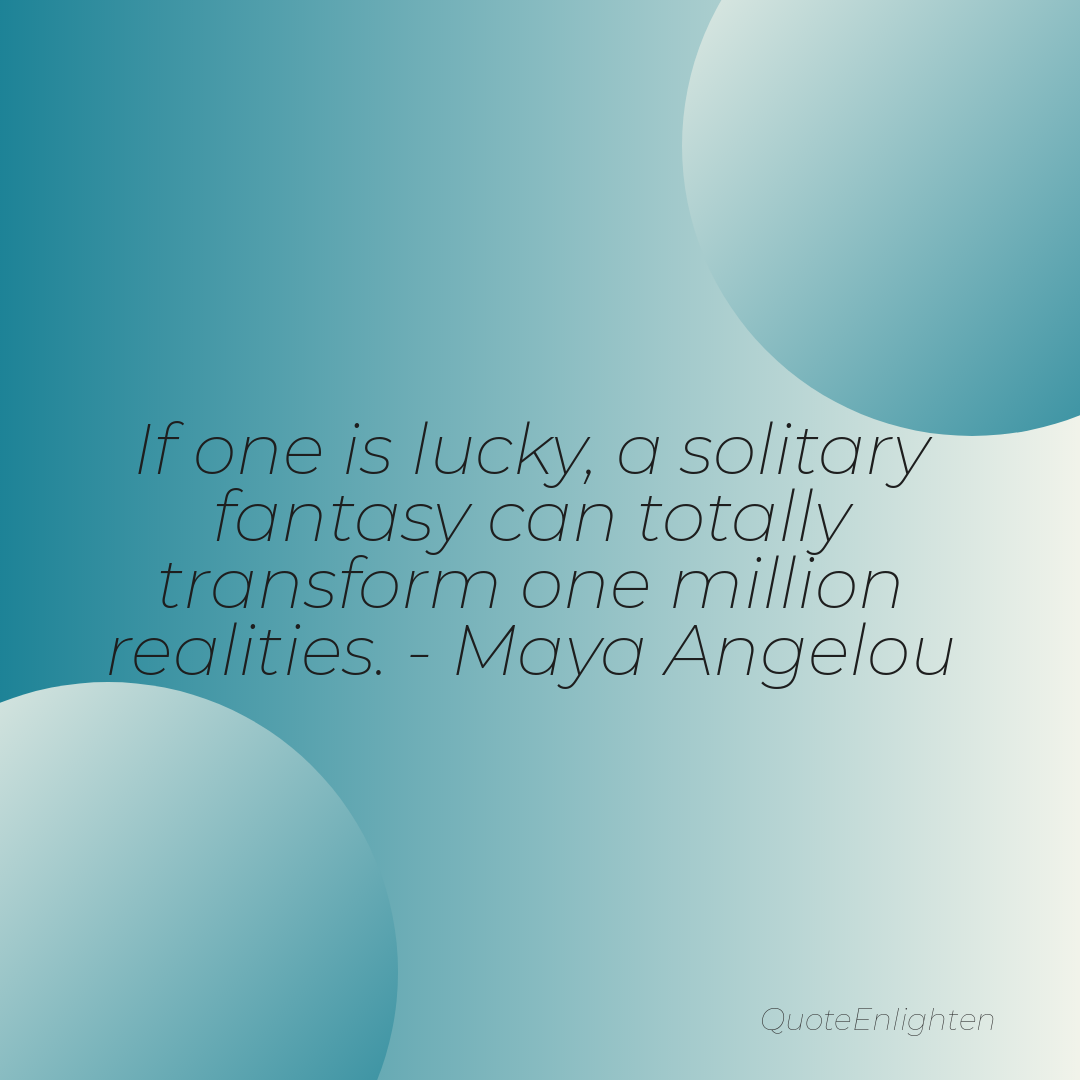 If one is lucky, a solitary
fantasy can totally
transform one million
realities. - Maya Angelou
QuoteEnlighten